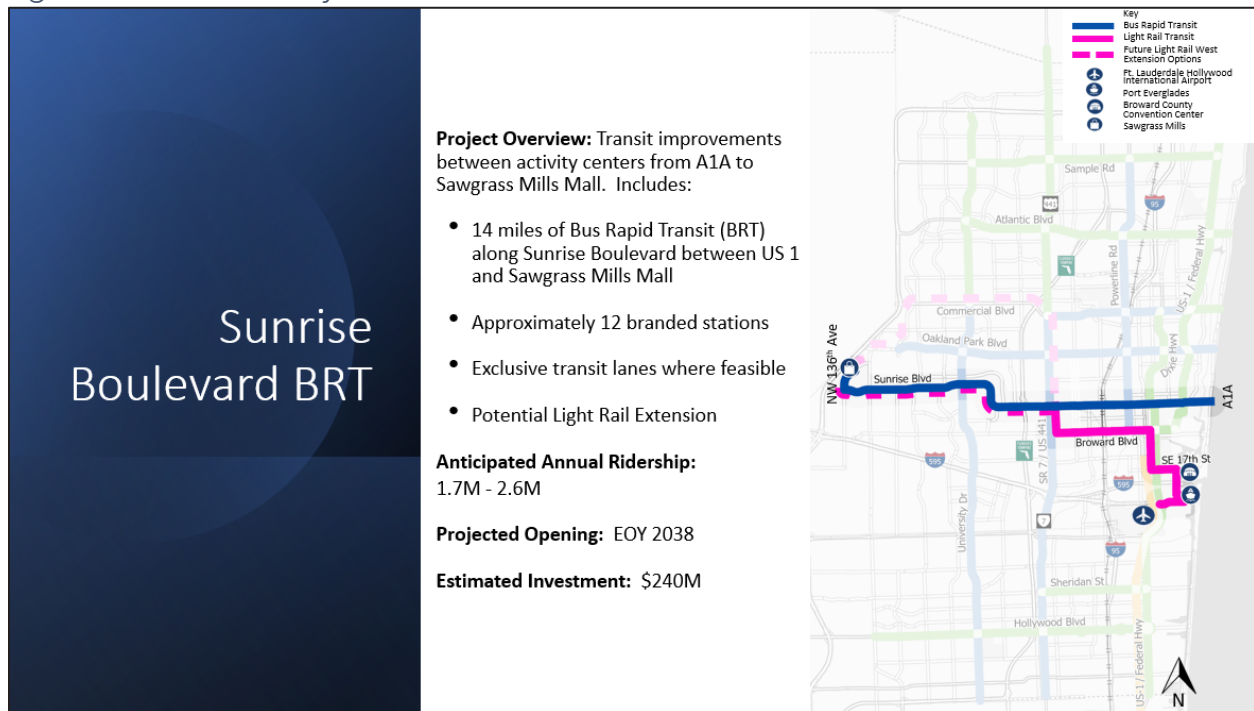 Sunrise
Boulevard BRT
Project Overview: Transit improvements
between activity centers from A1A to
Sawgrass Mills Mall.  Includes:
• 14 miles of Bus Rapid Transit (BRT)
along Sunrise Boulevard between US 1
and Sawgrass Mills Mall
• Approximately 12 branded stations
• Exclusive transit lanes where feasible
• Potential Light Rail Extension
Anticipated Annual Ridership:
1.7M - 2.6M
Projected Opening:  EOY 2038
Estimated Investment:  $240M
Key
Bus Rapid Transit
Light Rail Transit
Future Light Rail West
Extension Options
Ft. Lauderdale Hollywood
International Airport
Port Everglades
Broward County
Convention Center
Sawgrass Mills
Sample Rd
441
95
Atlantic Blvd
Powerline Rd
US-1 / Federal Hwy
Commercial Blvd
Oakland Park Blvd
Dixie Hwy
NW 136th Ave
Sunrise Blvd
A1A
Broward Blvd
SR 7 / US 441
SE 17th St
595
595
University Dr
7
95
Sheridan St
Hollywood Blvd
US-1 / Federal Hwy
N